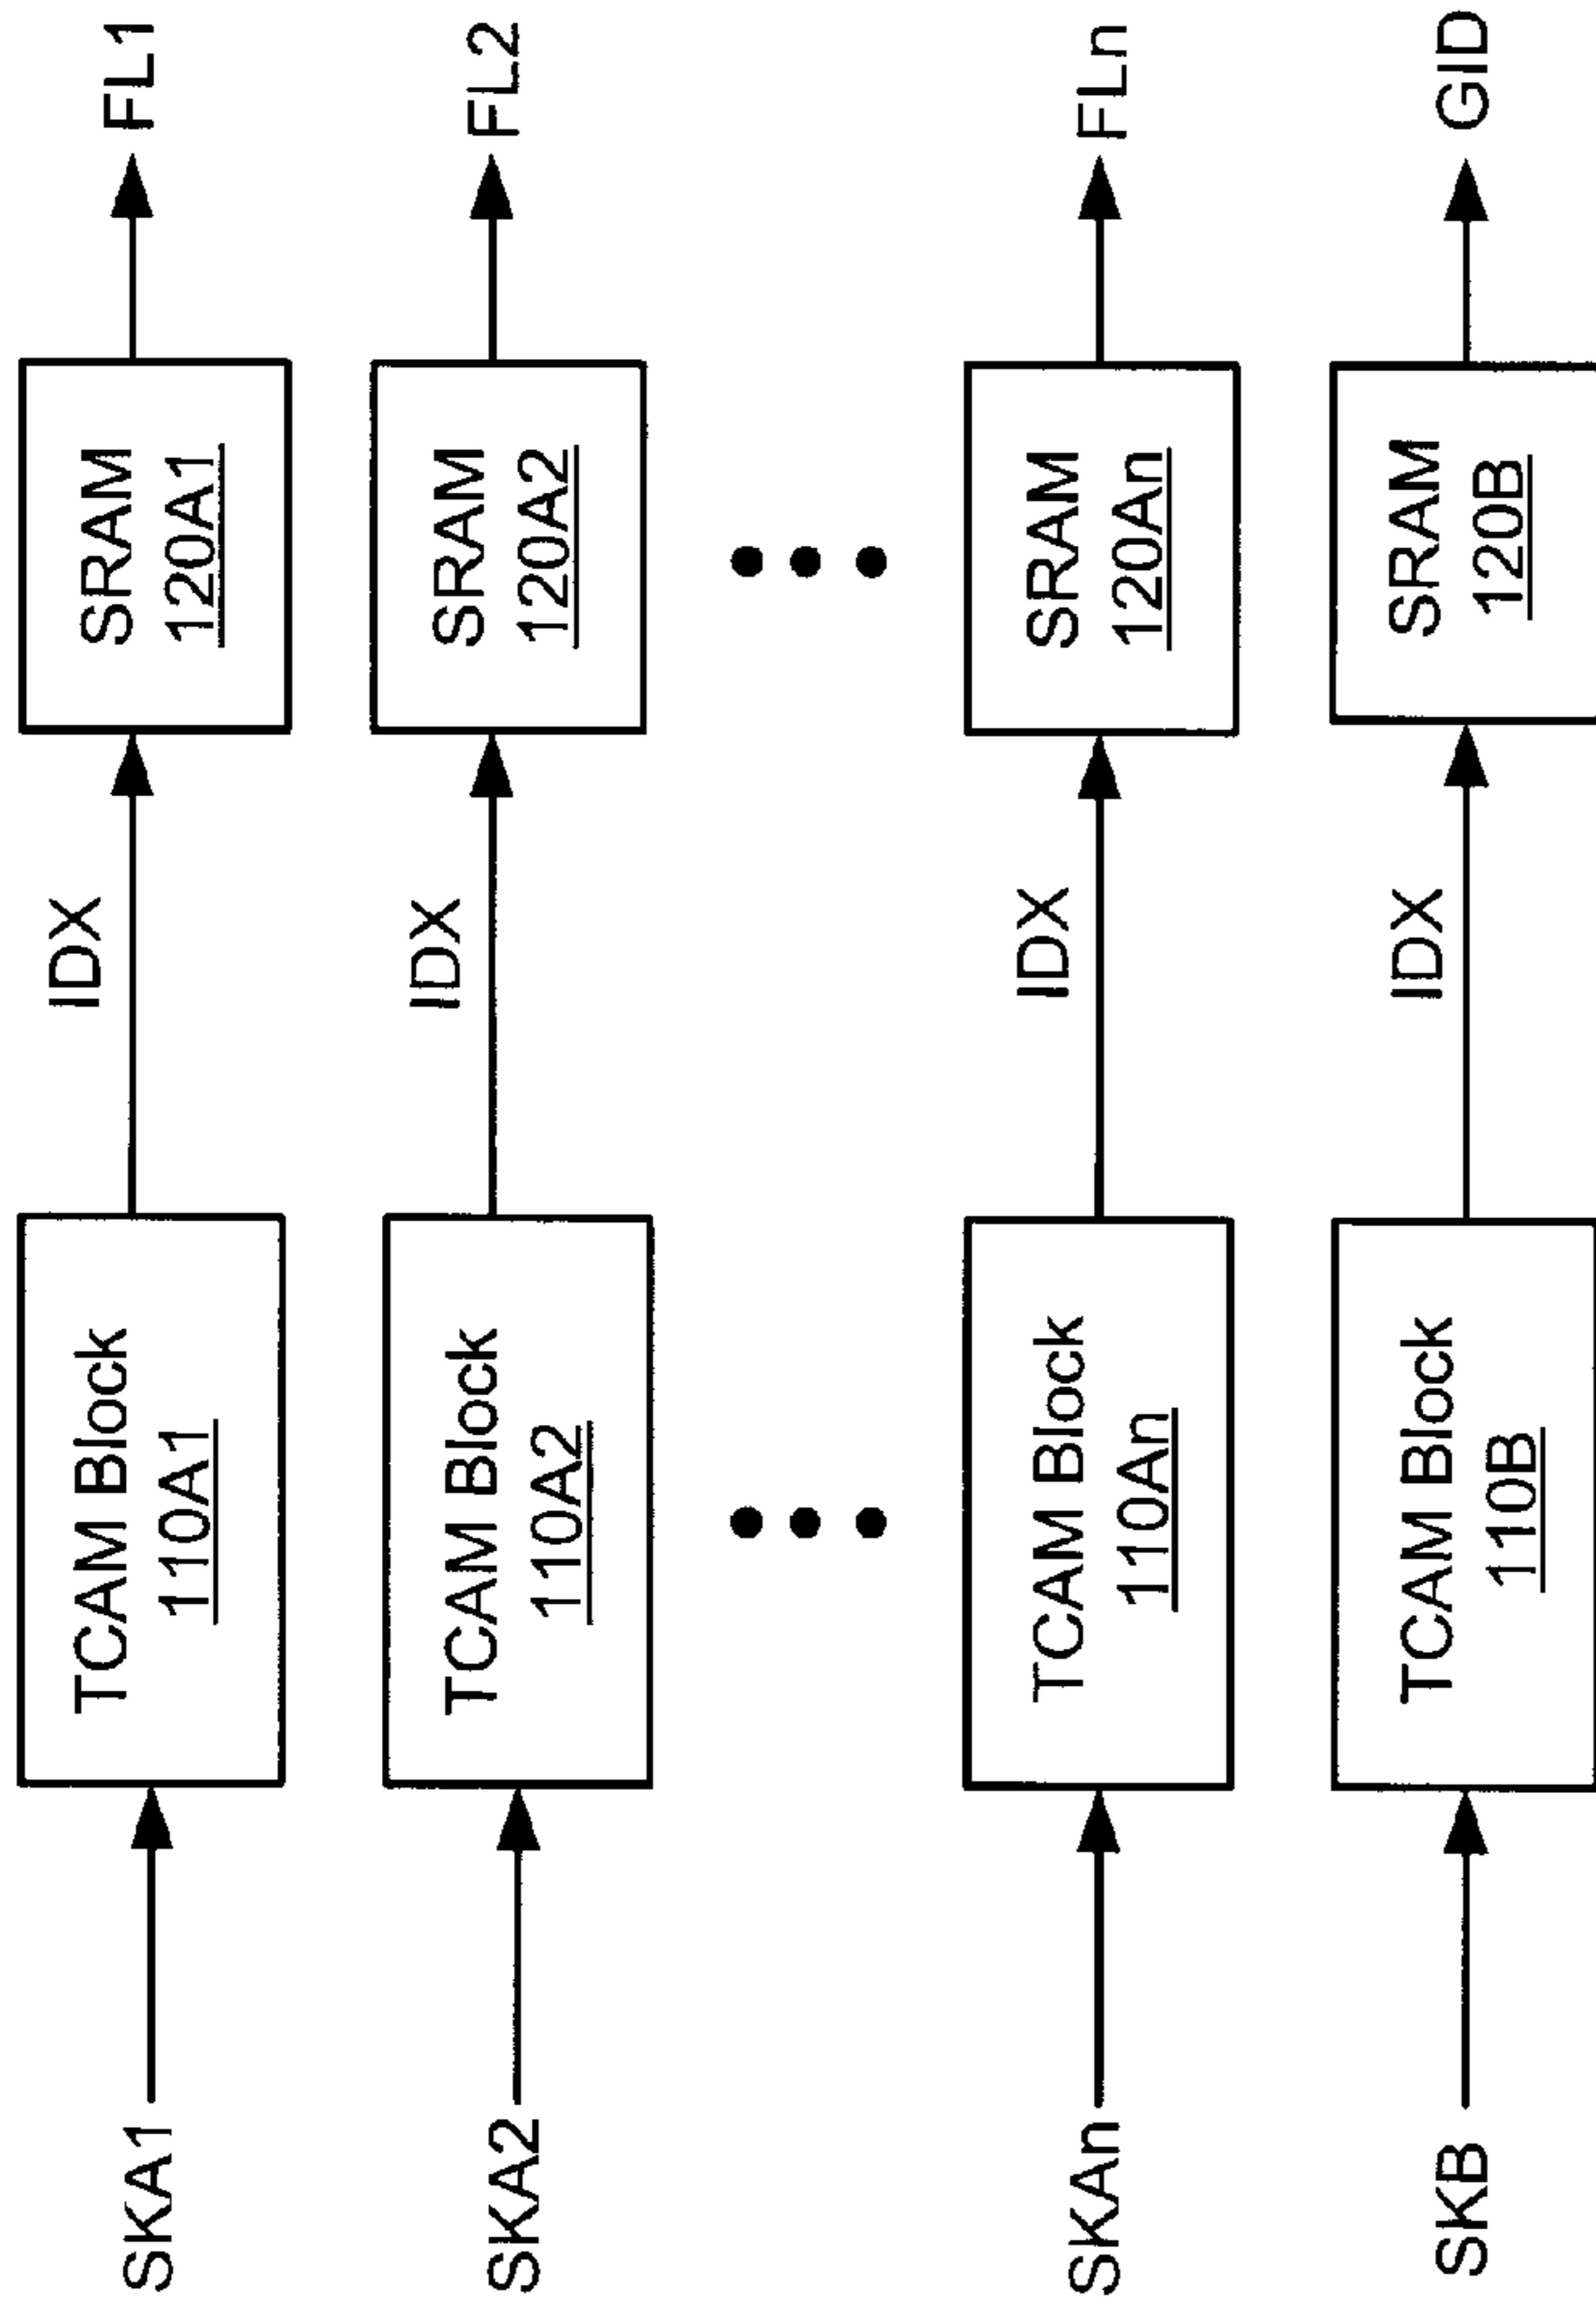 SKA1
TCAM Block
110A1
IDX
SRAM
120A1
FL1
SKA2
TCAM Block
110A2
IDX
SRAM
120A2
FL2
SKAn
TCAM Block
110An
IDX
SRAM
120An
FLn
SKB
TCAM Block
110B
IDX
SRAM
120B
GID